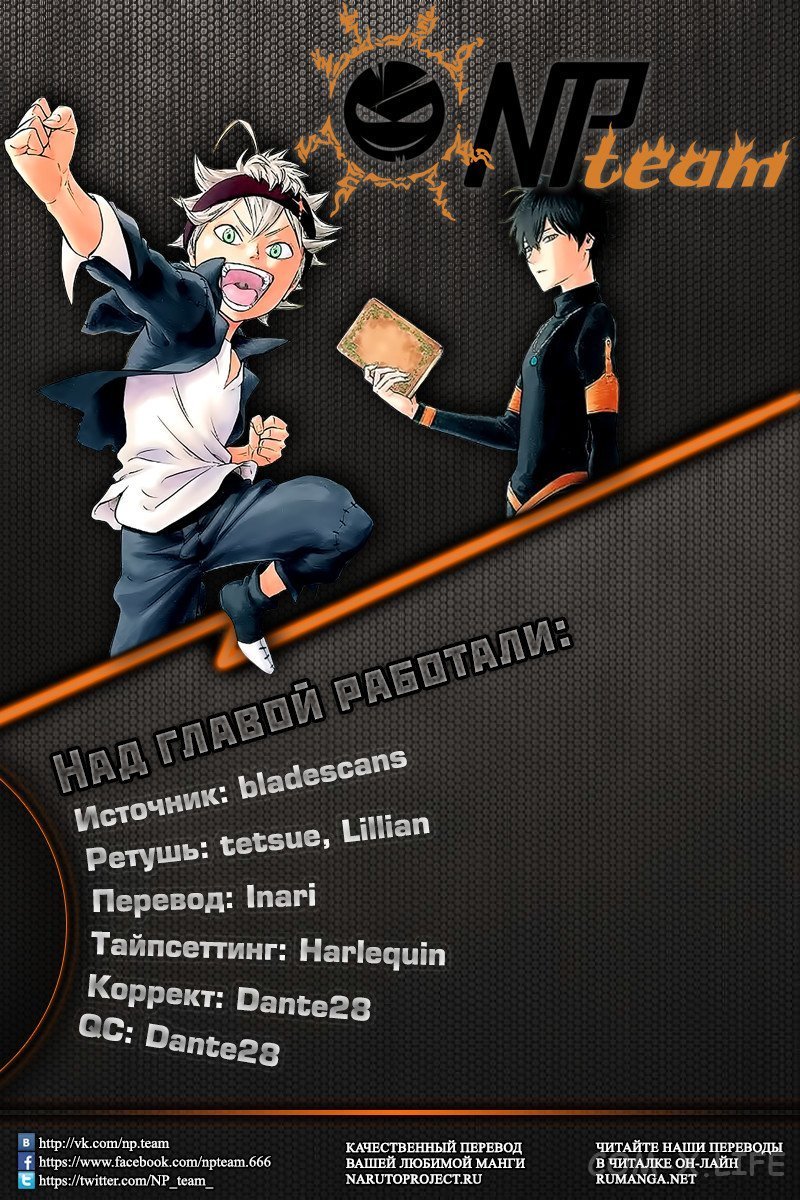 NP team
Над главой работали:
Источник: bladescans
Ретушь: tetsue, Lillian
Перевод: Inari
Тайпсеттинг: Harlequin
Коррект: Dante28
QC: Dante28
http://vk.com/np.team
https://www.facebook.com/npteam.666
https://twitter.com/NP_team_
КАЧЕСТВЕННЫЙ ПЕРЕВОД
ВАШЕЙ ЛЮБИМОЙ МАНГИ
NARUTOPROJECT.RU
ЧИТАЙТЕ НАШИ ПЕРЕВОДЫ
В ЧИТАЛКЕ ОН-ЛАЙН
RUMANGA.NET
COM-X.LIFE